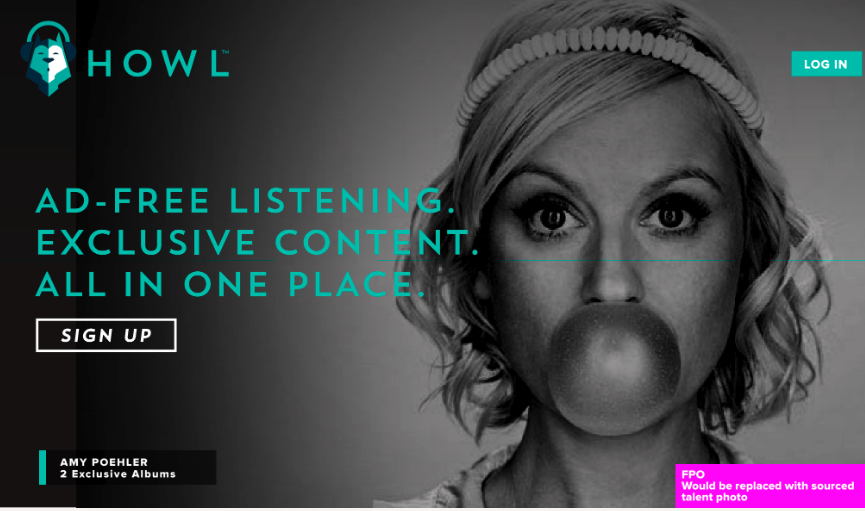 HOWL™
LOG IN
AD-FREE LISTENING.
EXCLUSIVE CONTENT.
ALL IN ONE PLACE.
SIGN UP
AMY POEHLER
2 Exclusive Albums
FPO
Would be replaced with sourced
talent photo